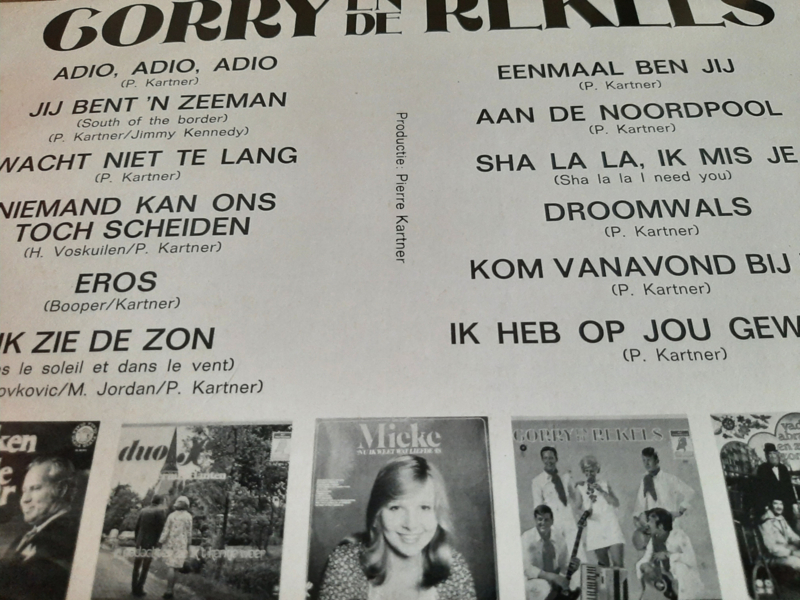 GORRY EN DE REKELS
ADIO, ADIO, ADIO
(P. Kartner)
JIJ BENT 'N ZEEMAN
(South of the border)
(P. Kartner/Jimmy Kennedy)
WACHT NIET TE LANG
(P. Kartner)
NIEMAND KAN ONS
TOCH SCHEIDEN
(H. Voskuilen/P. Kartner)
EROS
(Booper/Kartner)
IK ZIE DE ZON
le soleil et dans le vent)
ovkovic/M. Jordan/P. Kartner)
Productie: Pierre Kartner
EENMAAL BEN JIJ
(P. Kartner)
AAN DE NOORDPOOL
(P. Kartner)
SHA LA LA, IK MIS JE
(Sha la la I need you)
DROOMWALS
(P. Kartner)
KOM VANAVOND BIJ
(P. Kartner)
IK HEB OP JOU GEW
(P. Kartner)
duo
Mieke
GORRY EN DE REKELS